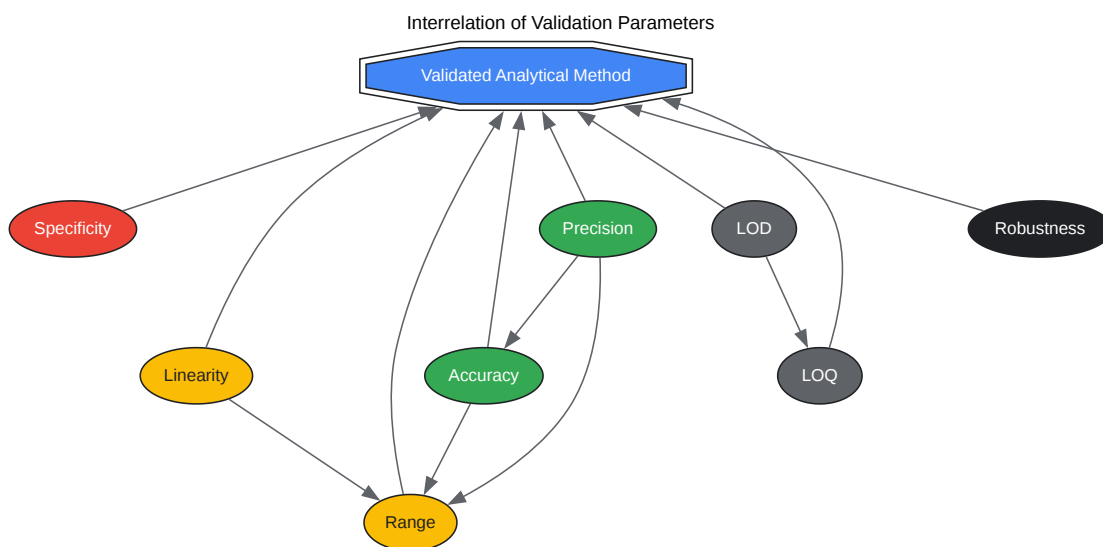 Interrelation of Validation Parameters
Validated Analytical Method
Specificity
Precision
LOD
Robustness
Linearity
Accuracy
LOQ
Range